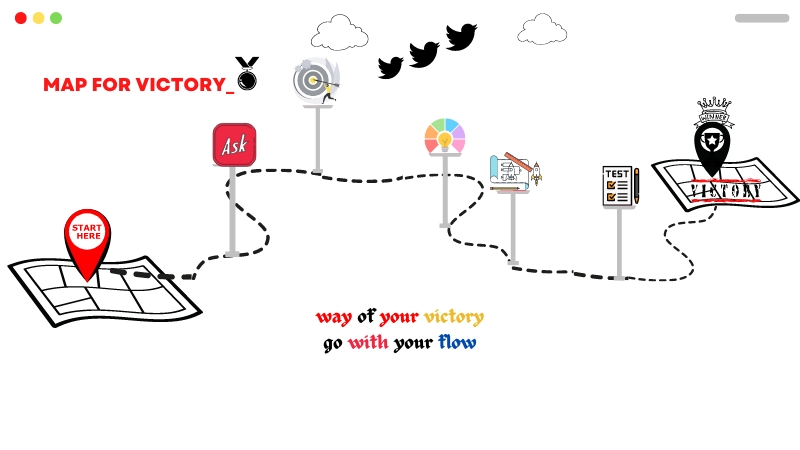 MAP FOR VICTORY_
WINNER
Ask
TEST
VICTORY
START
HERE
way of your victory
go with your flow